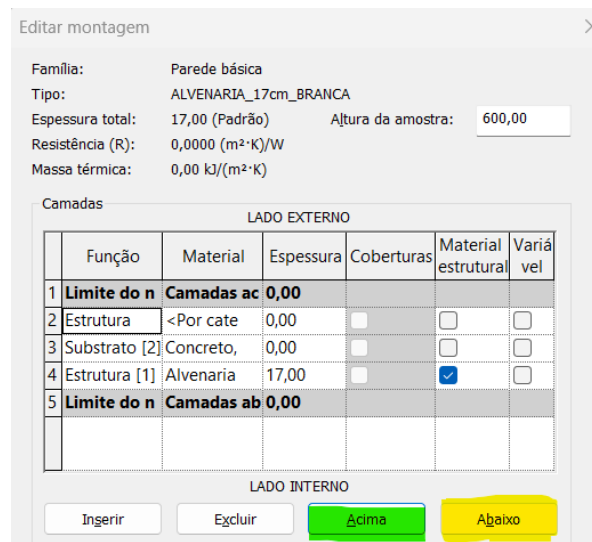 Editar montagem
Família: Parede básica
Tipo: ALVENARIA_17cm_BRANCA
Espessura total: 17,00 (Padrão) Altura da amostra: 600,00
Resistência (R): 0,0000 (m²·K)/W
Massa térmica: 0,00 kJ/(m²·K)
Camadas
LADO EXTERNO
Função Material Espessura Coberturas Material estrutural Variá vel
1 Limite do n Camadas ac 0,00
2 Estrutura <Por cate 0,00
3 Substrato [2] Concreto, 0,00
4 Estrutura [1] Alvenaria 17,00
5 Limite do n Camadas ab 0,00
LADO INTERNO
Inserir Excluir Acima Abaixo